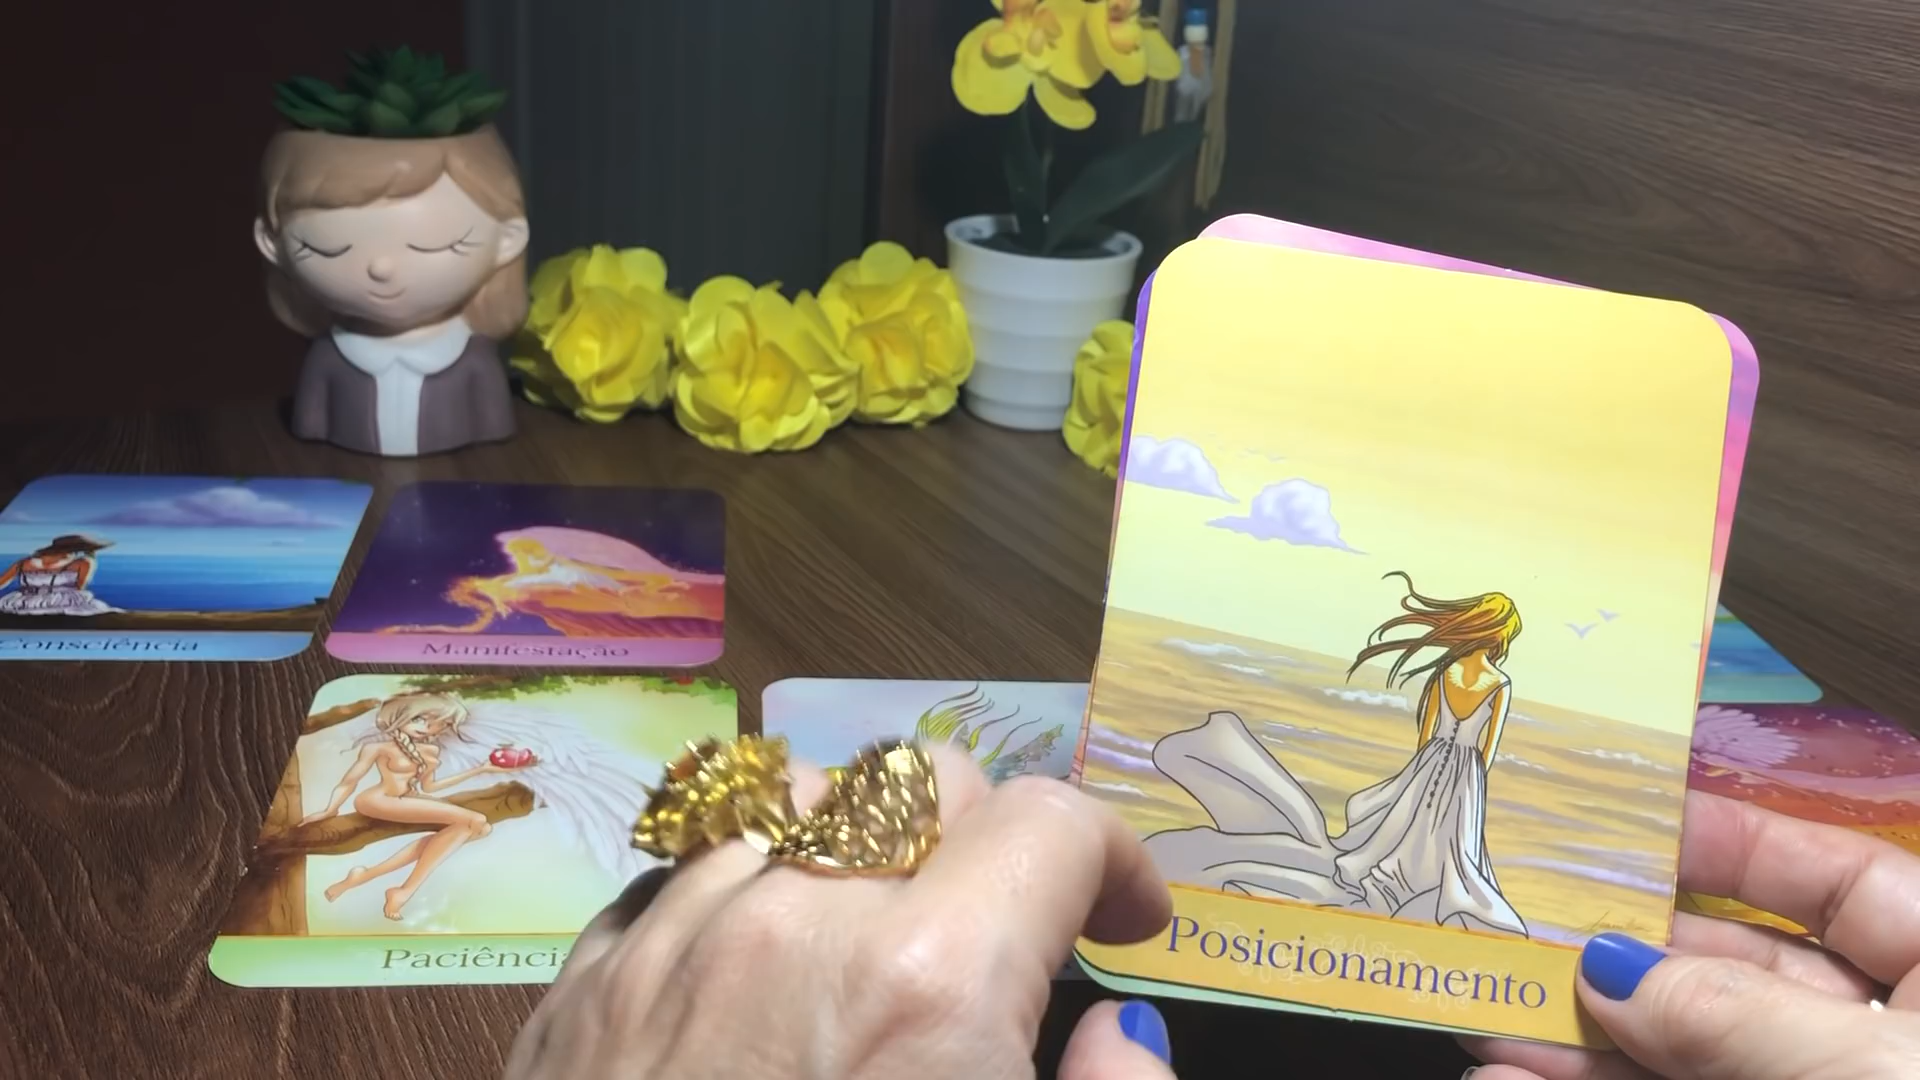 Consciência
Manifestação
Paciência
Posicionamento